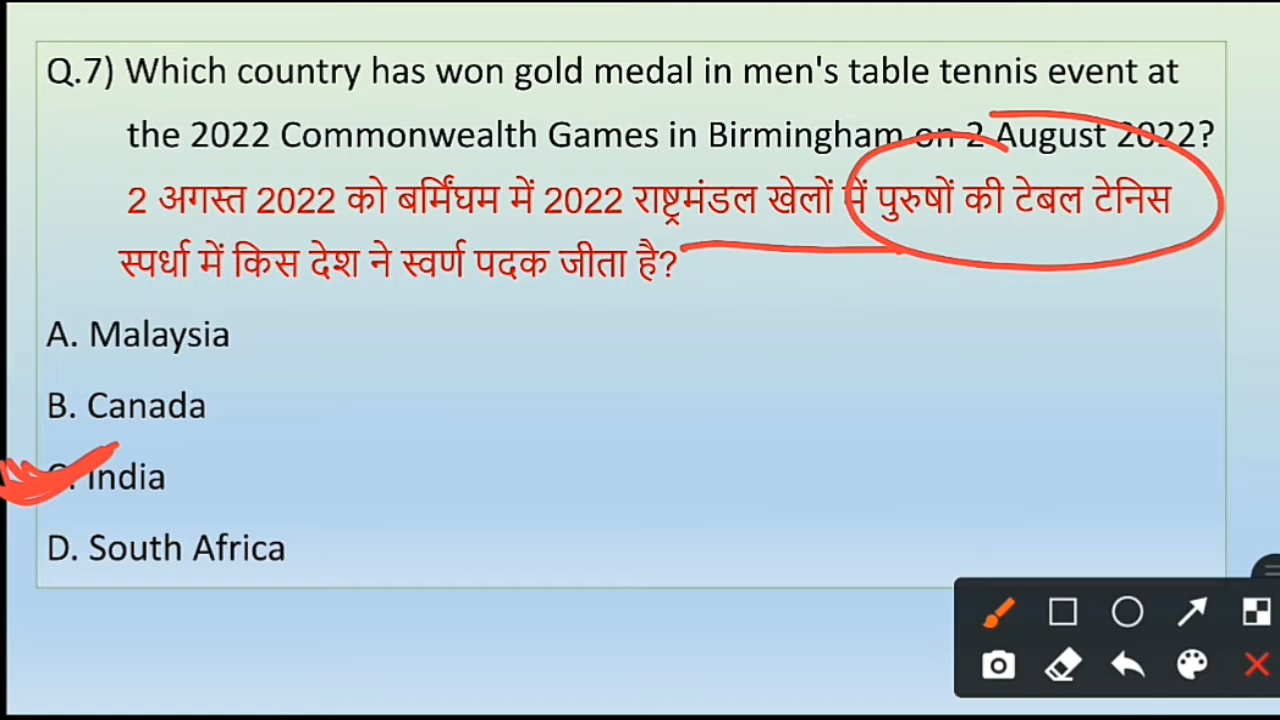 Q.7) Which country has won gold medal in men's table tennis event at
the 2022 Commonwealth Games in Birmingham on 2 August 2022?
2 अगस्त 2022 को बर्मिंघम में 2022 राष्ट्रमंडल खेलों में पुरुषों की टेबल टेनिस
स्पर्धा में किस देश ने स्वर्ण पदक जीता है?
A. Malaysia
B. Canada
C. India
D. South Africa